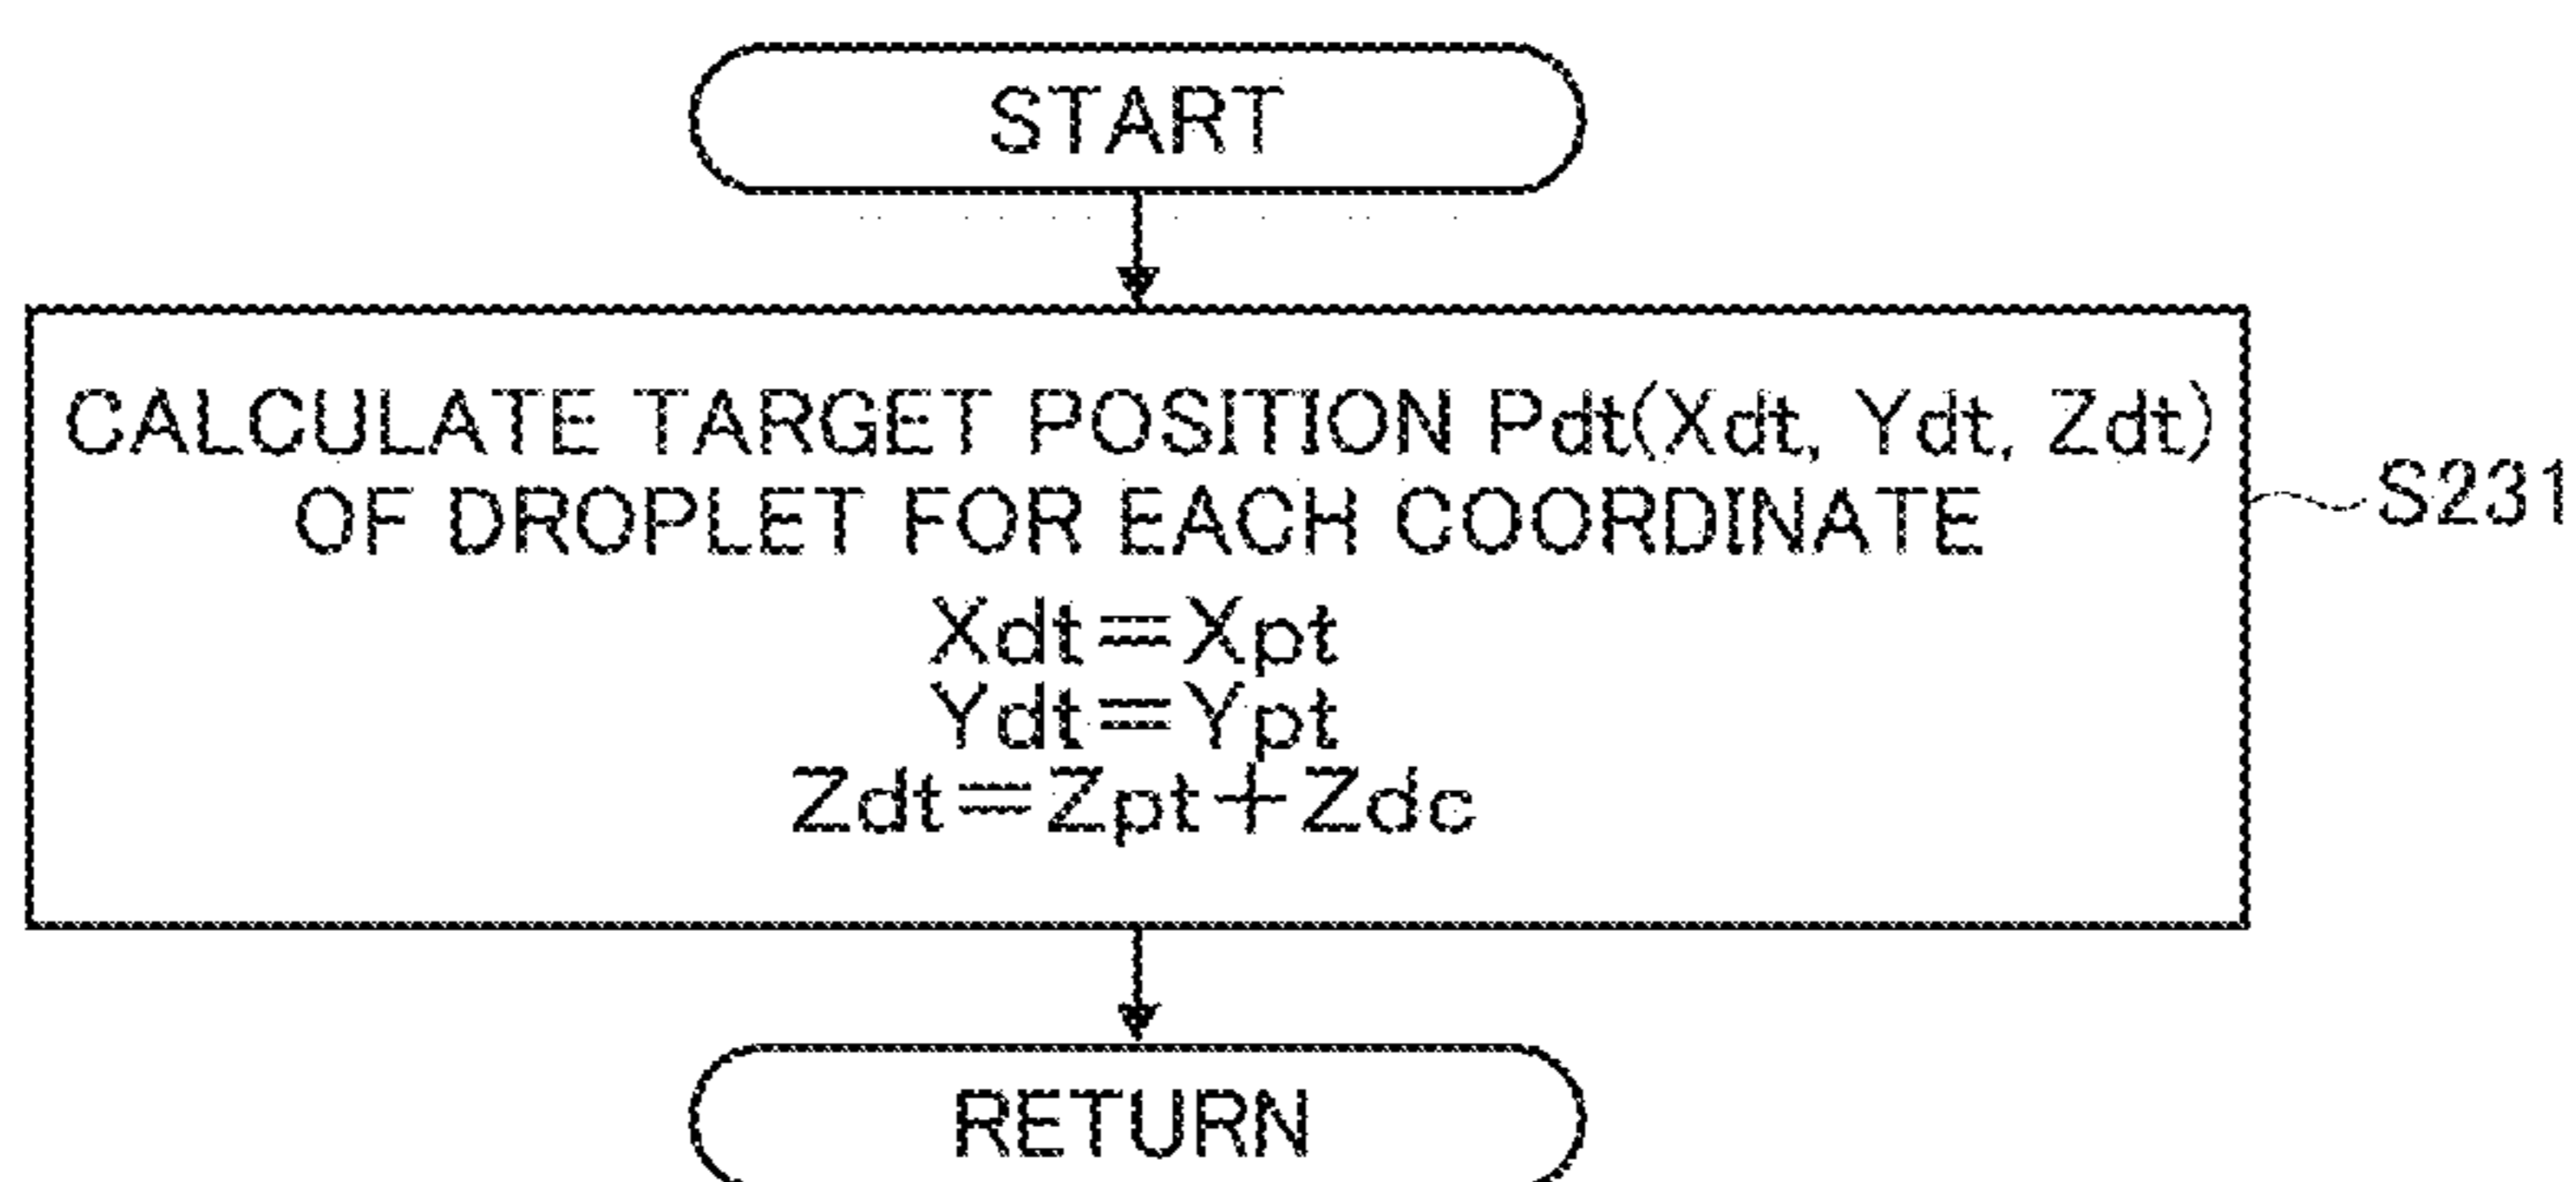 START
CALCULATE TARGET POSITION Pdt(Xdt, Ydt, Zdt)
OF DROPLET FOR EACH COORDINATE
Xdt=Xpt
Ydt=Ypt
Zdt=Zpt+Zdc
S231
RETURN